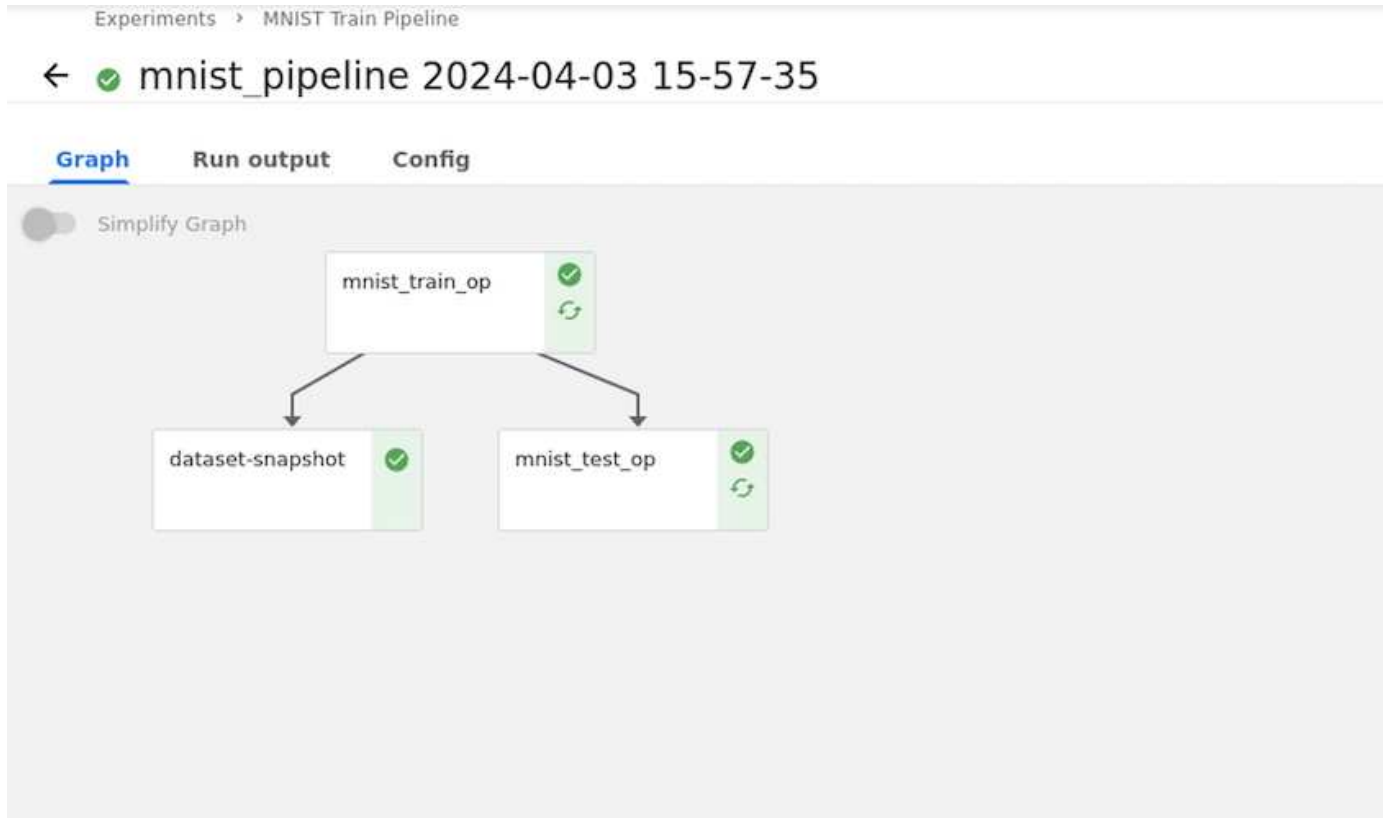 Experiments › MNIST Train Pipeline
mnist_pipeline 2024-04-03 15-57-35
Graph Run output Config
Simplify Graph
mnist_train_op
dataset-snapshot mnist_test_op